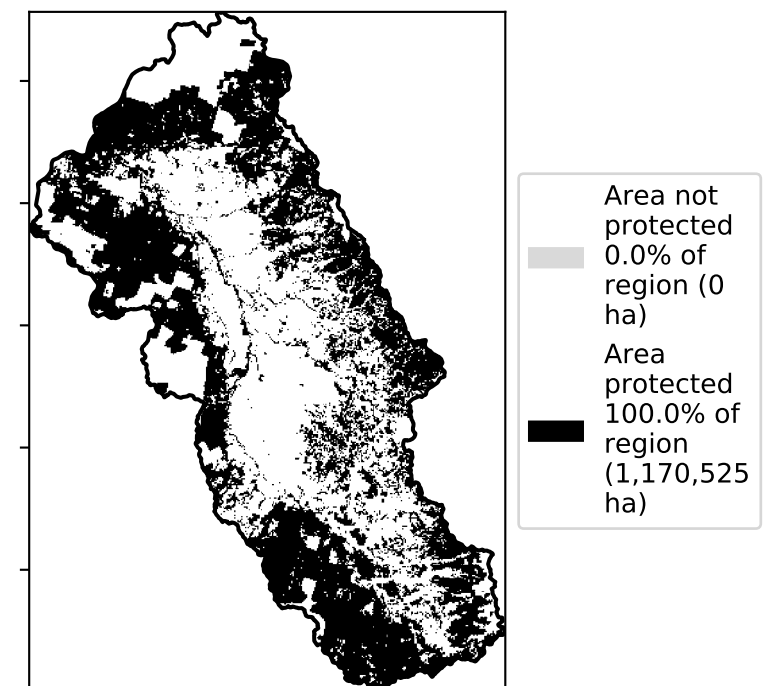 Area not
protected
0.0% of
region (0
ha)
Area
protected
100.0% of
region
(1,170,525
ha)